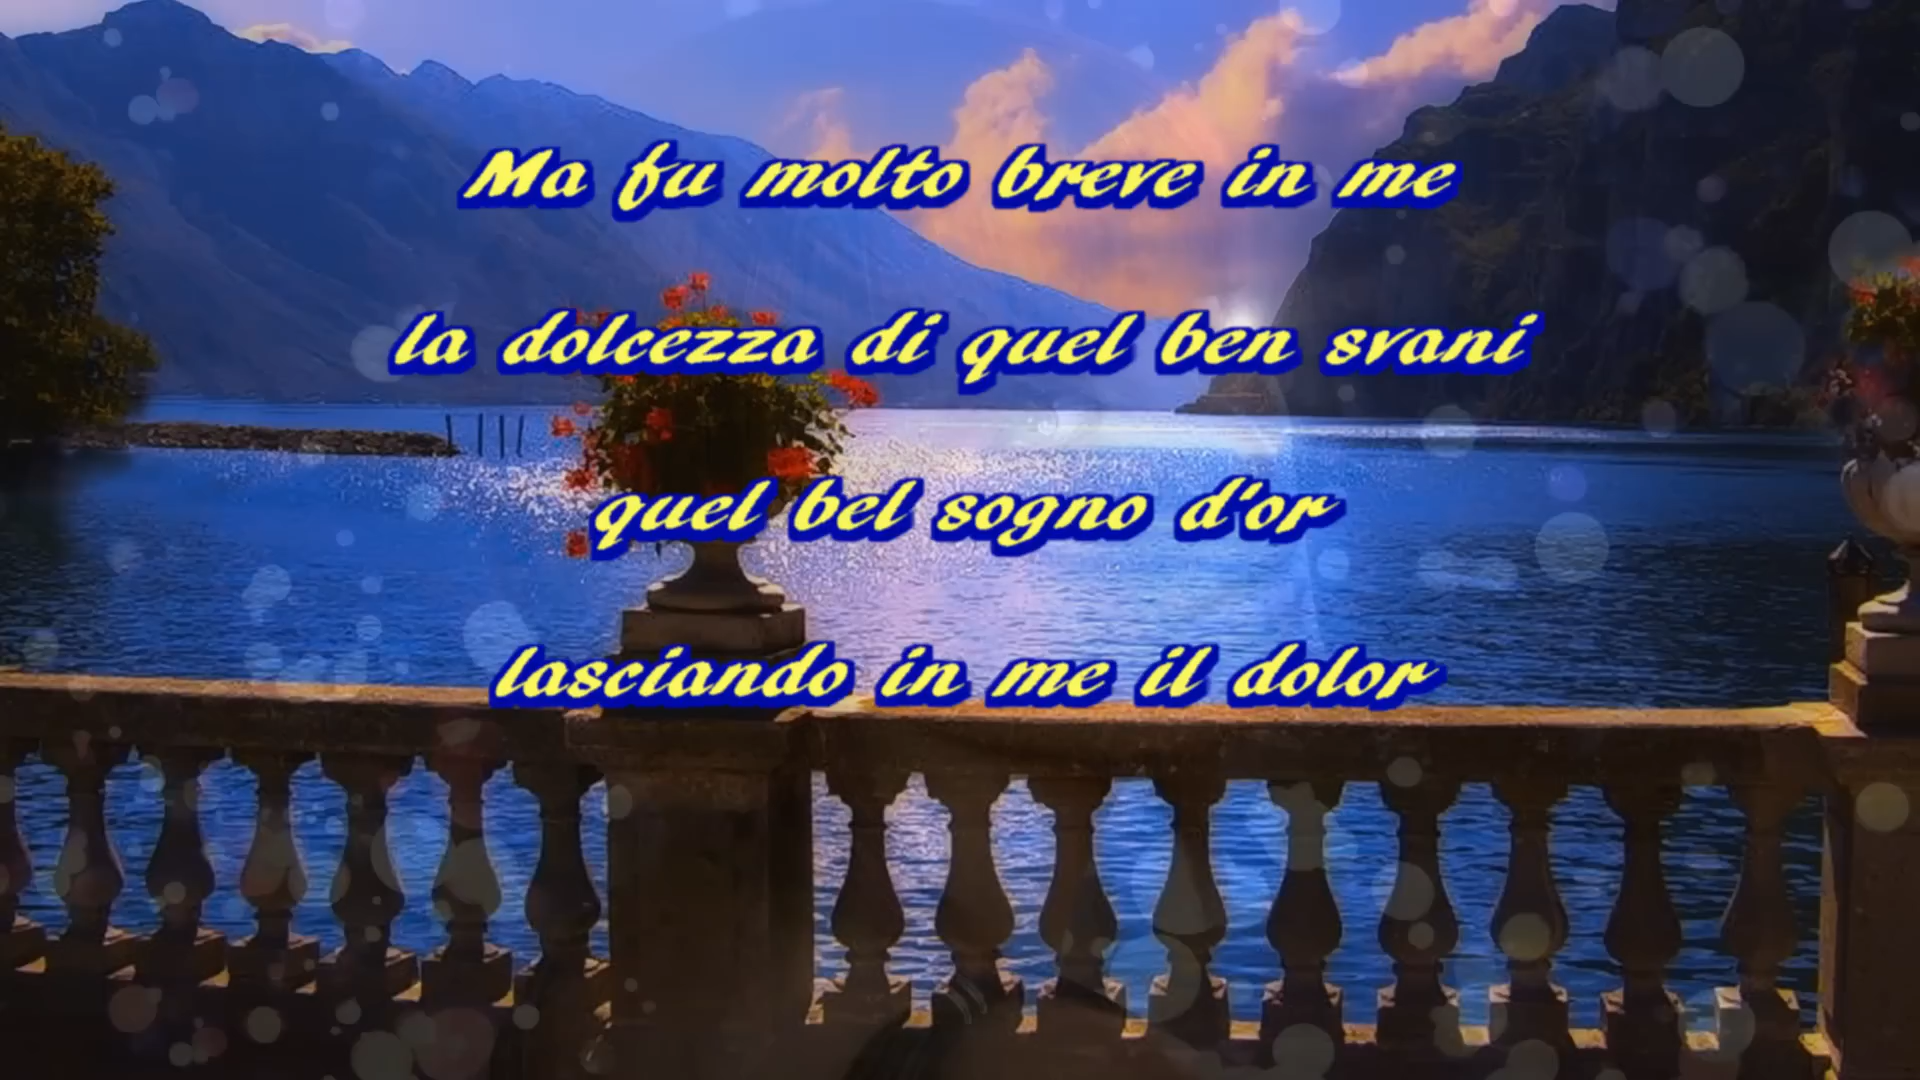 Ma fu molto breve in me
la dolcezza di quel ben svani
quel bel sogno d'or
lasciando in me il dolor